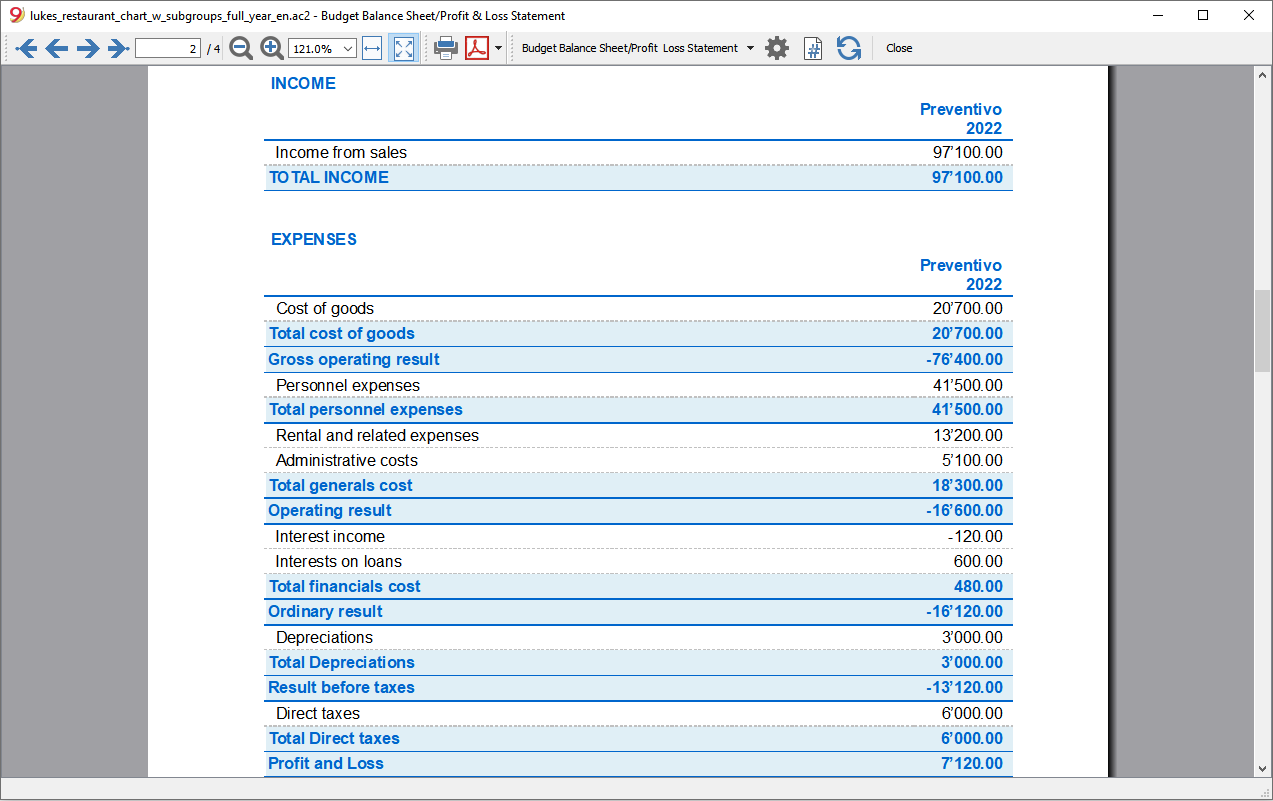 lukes_restaurant_chart_w_subgroups_full_year_en.ac2 - Budget Balance Sheet/Profit & Loss Statement
2 / 4 121.0% Budget Balance Sheet/Profit Loss Statement Close
INCOME
Preventivo
2022
Income from sales 97'100.00
TOTAL INCOME 97'100.00
EXPENSES
Preventivo
2022
Cost of goods 20'700.00
Total cost of goods 20'700.00
Gross operating result -76'400.00
Personnel expenses 41'500.00
Total personnel expenses 41'500.00
Rental and related expenses 13'200.00
Administrative costs 5'100.00
Total generals cost 18'300.00
Operating result -16'600.00
Interest income -120.00
Interests on loans 600.00
Total financials cost 480.00
Ordinary result -16'120.00
Depreciations 3'000.00
Total Depreciations 3'000.00
Result before taxes -13'120.00
Direct taxes 6'000.00
Total Direct taxes 6'000.00
Profit and Loss 7'120.00